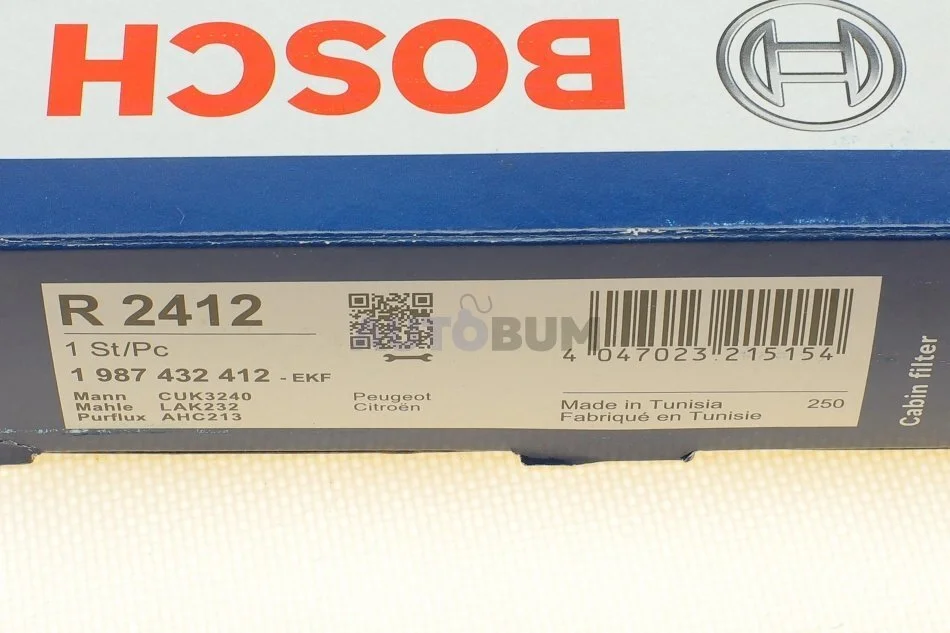 BOSCH
R 2412
1 St/Pc
1 987 432 412 - EKF
Mann CUK3240
Mahle LAK232
Purflux AHC213
Peugeot
Citroën
AUTOBUM
4 047023 215154
Made in Tunisia 250
Fabriqué en Tunisie
Cabin filter